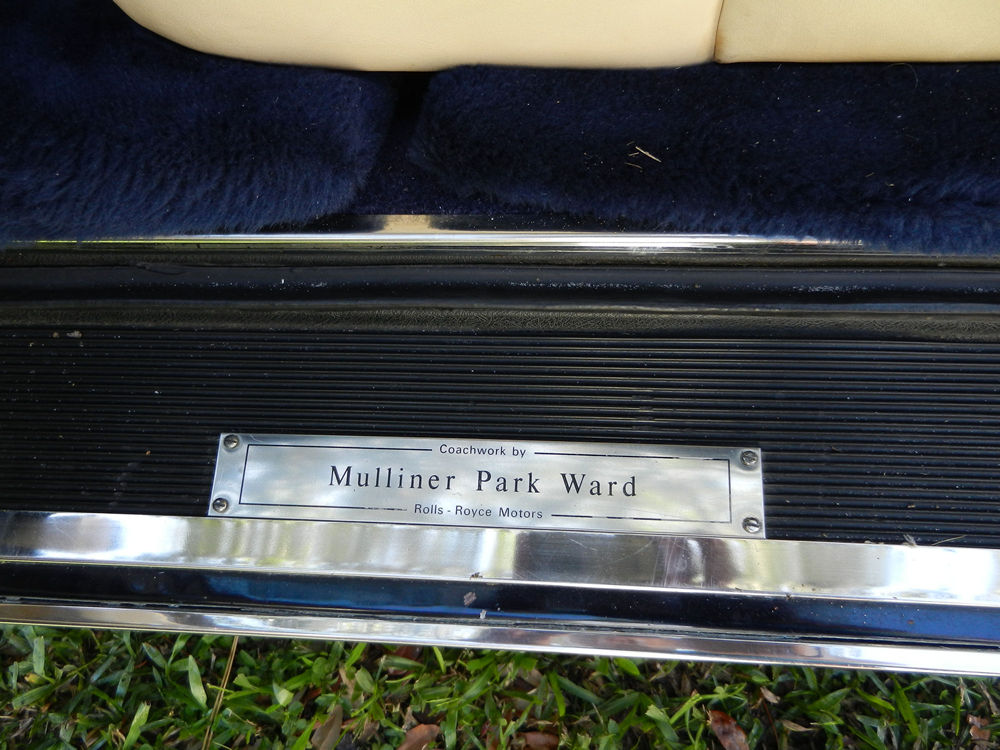 Coachwork by
Mulliner Park Ward
Rolls - Royce Motors